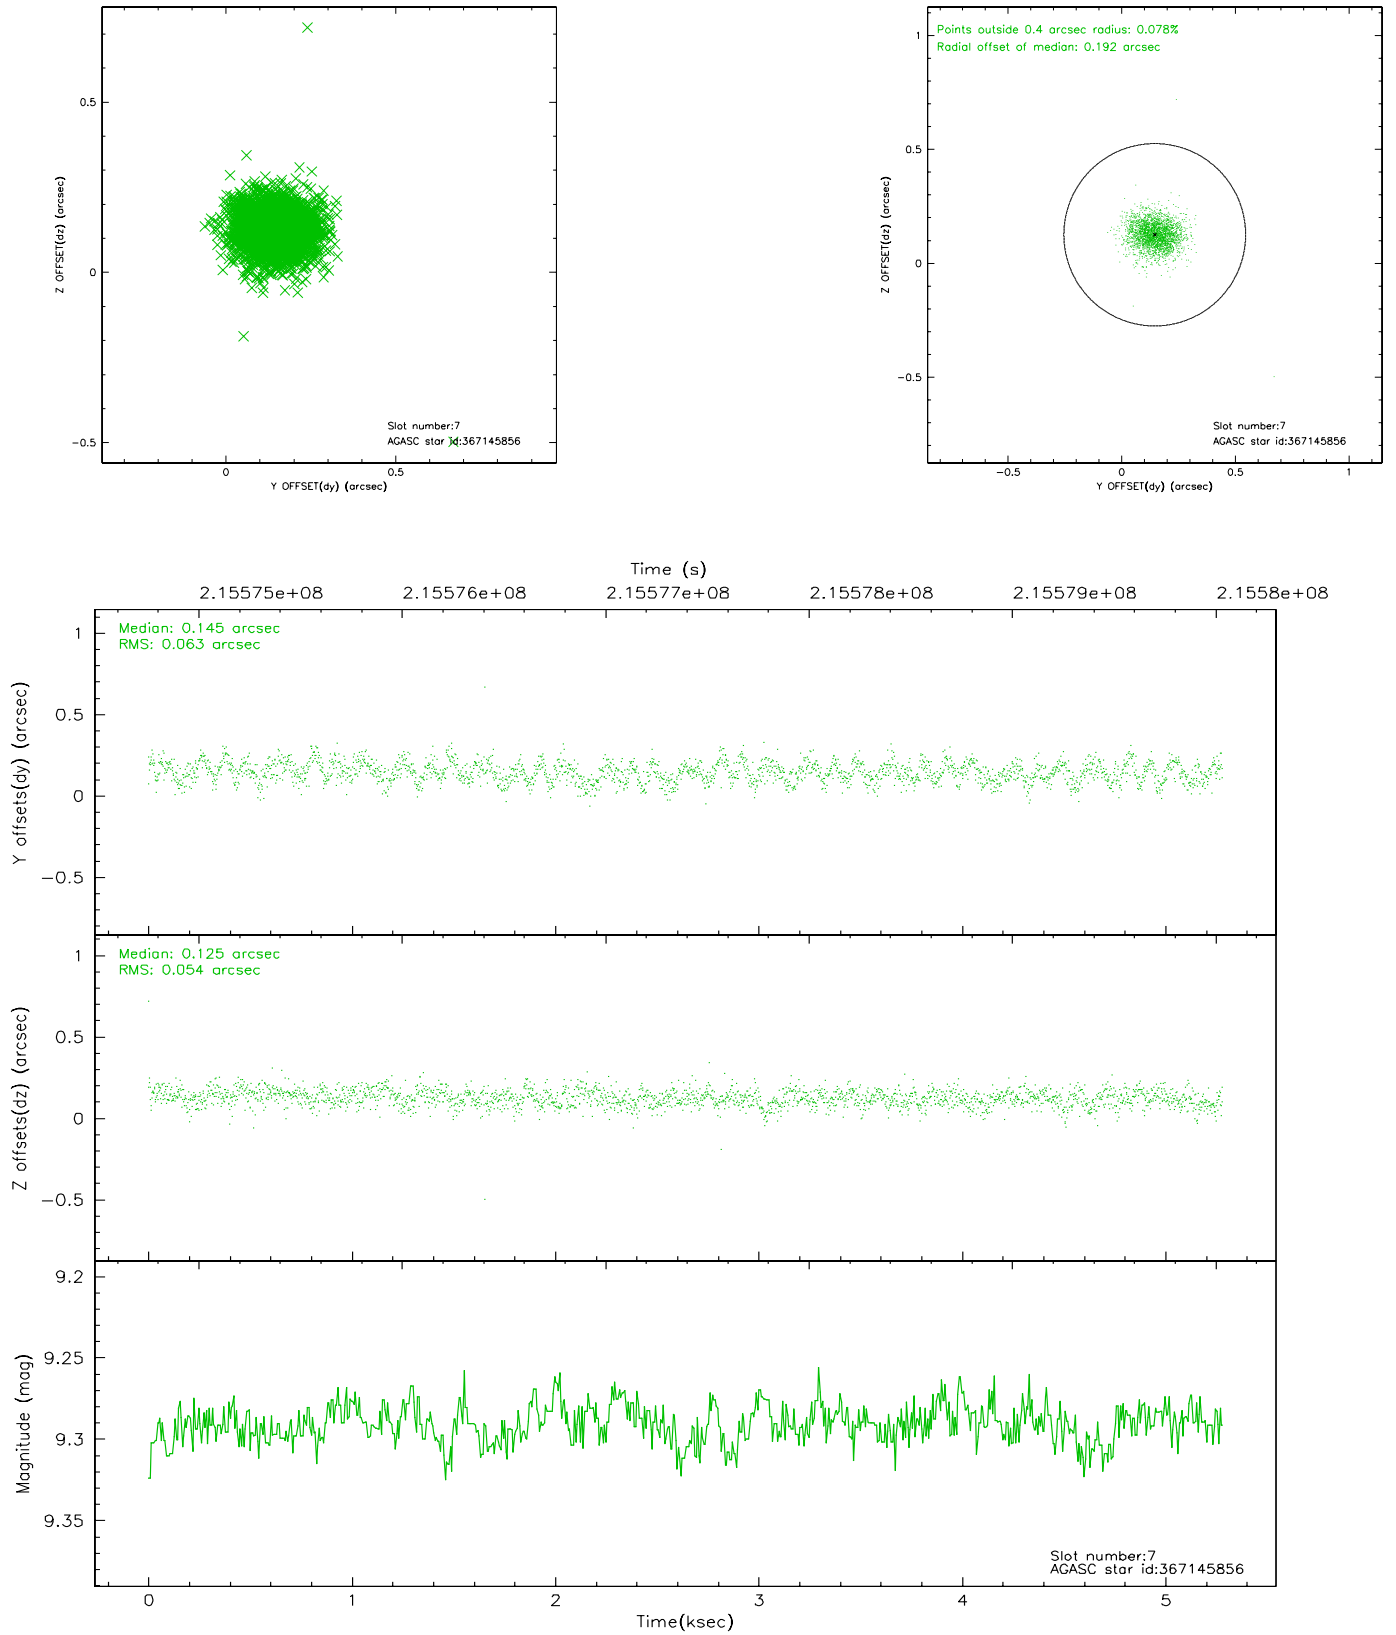 0.5
0
-0.5
Z OFFSET(dz) (arcsec)
0
0.5
Y OFFSET(dy) (arcsec)
Slot number:7
AGASC star id:367145856
Points outside 0.4 arcsec radius: 0.078%
Radial offset of median: 0.192 arcsec
1
0.5
0
-0.5
Z OFFSET(dz) (arcsec)
-0.5
0
0.5
1
Y OFFSET(dy) (arcsec)
Slot number:7
AGASC star id:367145856
Time (s)
2.15575e+08
2.15576e+08
2.15577e+08
2.15578e+08
2.15579e+08
2.1558e+08
Median: 0.145 arcsec
RMS: 0.063 arcsec
1
0.5
0
-0.5
Y offsets(dy) (arcsec)
Median: 0.125 arcsec
RMS: 0.054 arcsec
1
0.5
0
-0.5
Z offsets(dz) (arcsec)
9.2
9.25
9.3
9.35
Magnitude (mag)
Slot number:7
AGASC star id:367145856
0
1
2
3
4
5
Time(ksec)